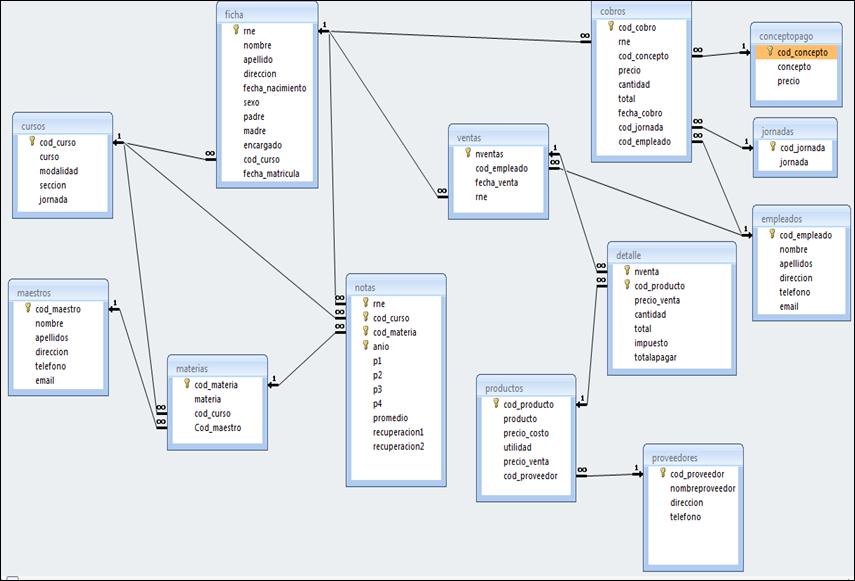 ficha
rne
nombre
apellido
direccion
fecha_nacimiento
sexo
padre
madre
encargado
cod_curso
fecha_matricula
1
∞
cobros
cod_cobro
rne
cod_concepto
precio
cantidad
total
fecha_cobro
cod_jornada
cod_empleado
∞
∞
∞
∞
conceptopago
cod_concepto
concepto
precio
1
jornadas
cod_jornada
jornada
1
cursos
cod_curso
curso
modalidad
seccion
jornada
1
ventas
nventas
cod_empleado
fecha_venta
rne
1
∞
∞
empleados
cod_empleado
nombre
apellidos
direccion
telefono
email
1
detalle
nventa
cod_producto
precio_venta
cantidad
total
impuesto
totalapagar
∞
∞
maestros
cod_maestro
nombre
apellidos
direccion
telefono
email
1
notas
rne
cod_curso
cod_materia
anio
p1
p2
p3
p4
promedio
recuperacion1
recuperacion2
∞
∞
∞
materias
cod_materia
materia
cod_curso
Cod_maestro
1
∞
∞
productos
cod_producto
producto
precio_costo
utilidad
precio_venta
cod_proveedor
1
∞
proveedores
cod_proveedor
nombreproveedor
direccion
telefono
1